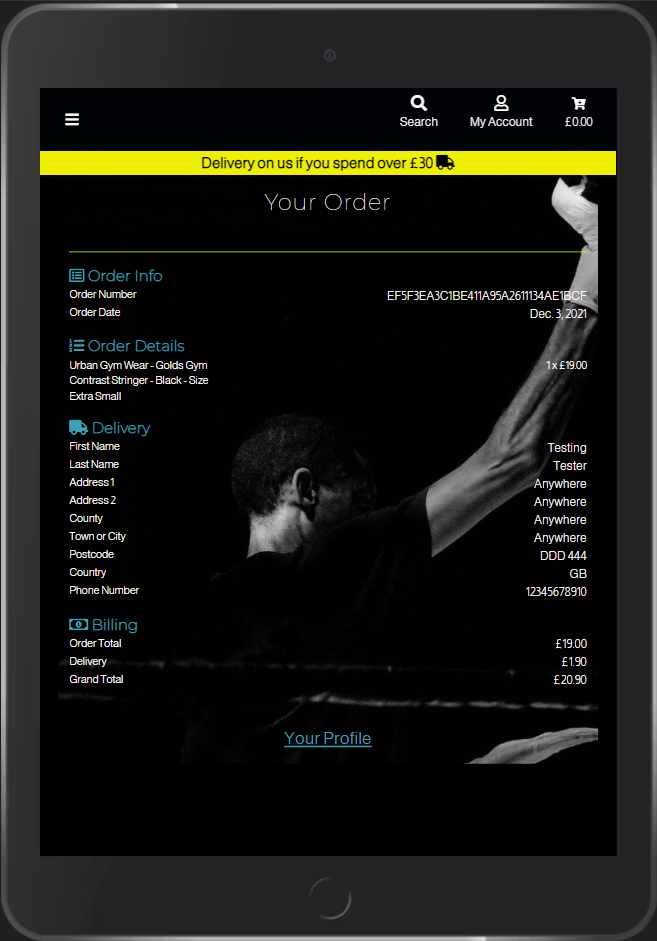 Search My Account £0.00
Delivery on us if you spend over £30
Your Order
Order Info
Order Number EF5F3EA3C1BE411A95A2611134AE1BCF
Order Date Dec. 3, 2021
Order Details
Urban Gym Wear - Golds Gym 1 x £19.00
Contrast Stringer - Black - Size
Extra Small
Delivery
First Name Testing
Last Name Tester
Address 1 Anywhere
Address 2 Anywhere
County Anywhere
Town or City Anywhere
Postcode DDD 444
Country GB
Phone Number 12345678910
Billing
Order Total £19.00
Delivery £1.90
Grand Total £20.90
Your Profile